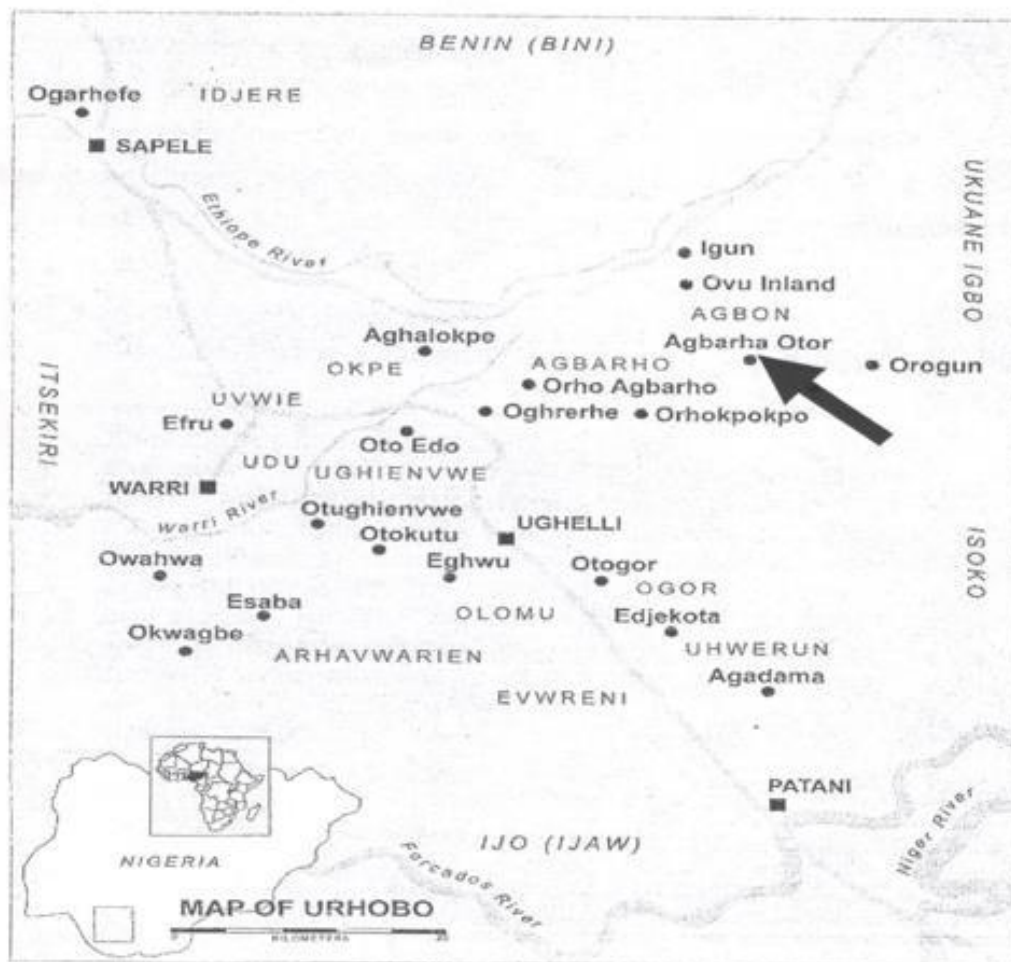 BENIN (BINI)
Ogarhefe
IDJERE
SAPELE
UKUANE IGBO
Ethiope River
Igun
Ovu Inland
AGBON
Aghalokpe
Agbarha Otor
OKPE
AGBARHO
Orogun
ITSEKIRI
Orho Agbarho
UVWIE
Oghrerhe
Orhokpokpo
Efru
Oto Edo
UDU
UGHIENVWE
WARRI
Warri River
Otughienvwe
UGHELLI
Otokutu
ISOKO
Owahwa
Eghwu
Otogor
OGOR
Esaba
OLOMU
Edjekota
Okwagbe
ARHAVWARIEN
UHWERUN
EVWRENI
Agadama
PATANI
Niger River
NIGERIA
IJO (IJAW)
Forcados River
MAP OF URHOBO
0
KILOMETERS